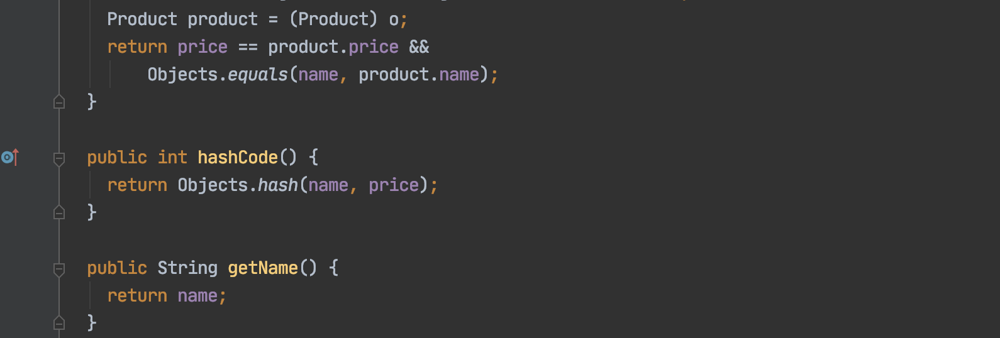 Product product = (Product) o;
return price == product.price &&
Objects.equals(name, product.name);
}
public int hashCode() {
return Objects.hash(name, price);
}
public String getName() {
return name;
}